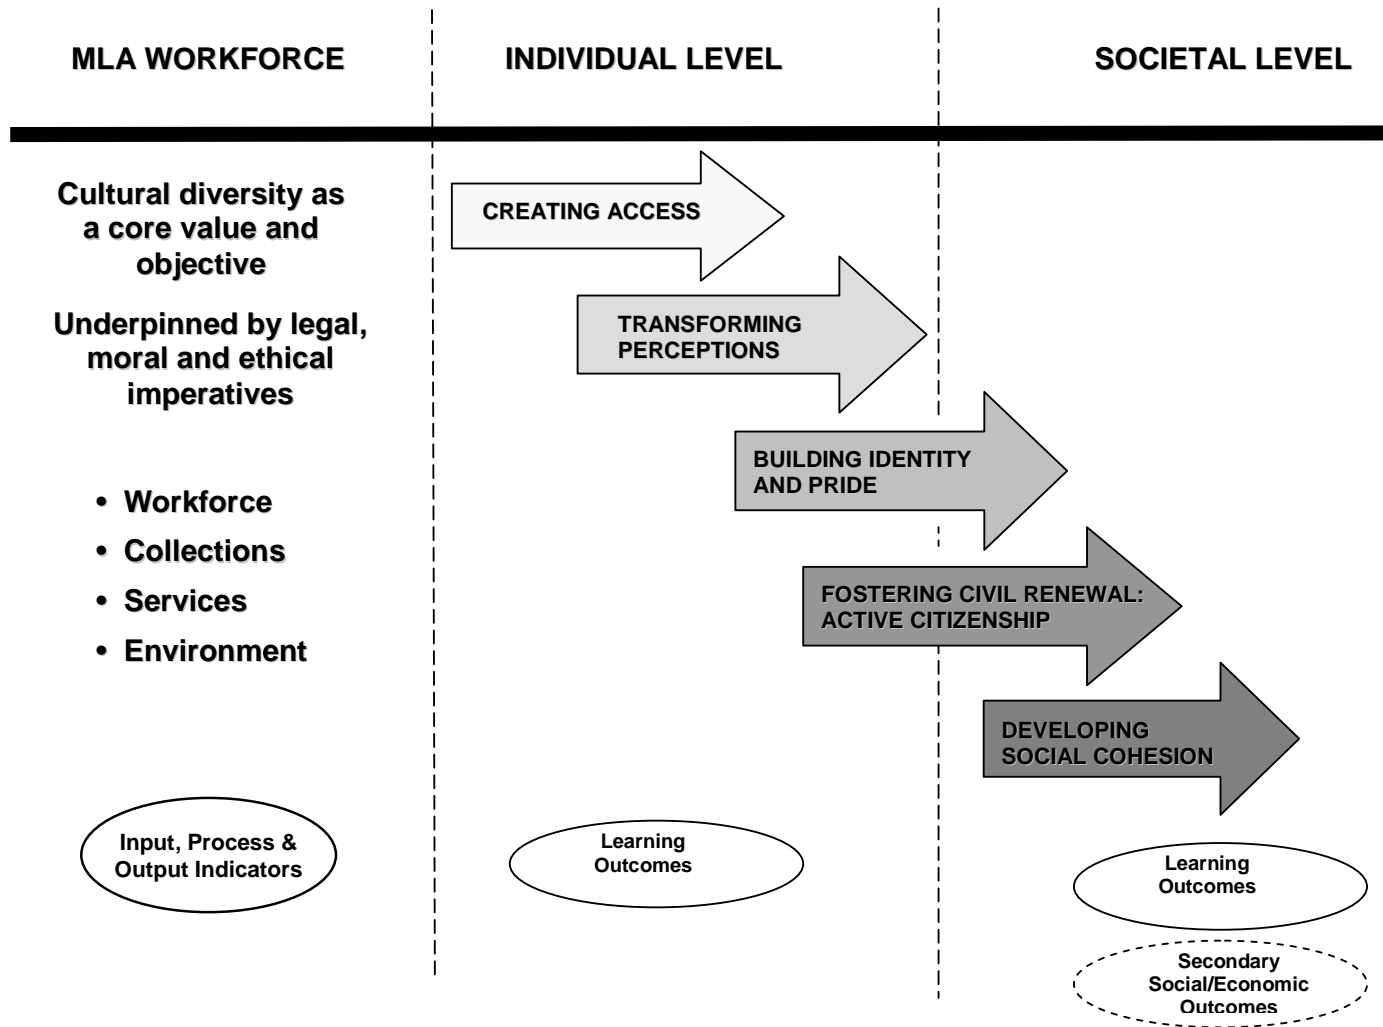 MLA WORKFORCE
INDIVIDUAL LEVEL
SOCIETAL LEVEL
Cultural diversity as
a core value and
objective
Underpinned by legal,
moral and ethical
imperatives
• Workforce
• Collections
• Services
• Environment
Input, Process &
Output Indicators
CREATING ACCESS
TRANSFORMING
PERCEPTIONS
BUILDING IDENTITY
AND PRIDE
FOSTERING CIVIL RENEWAL:
ACTIVE CITIZENSHIP
DEVELOPING
SOCIAL COHESION
Learning
Outcomes
Learning
Outcomes
Secondary
Social/Economic
Outcomes